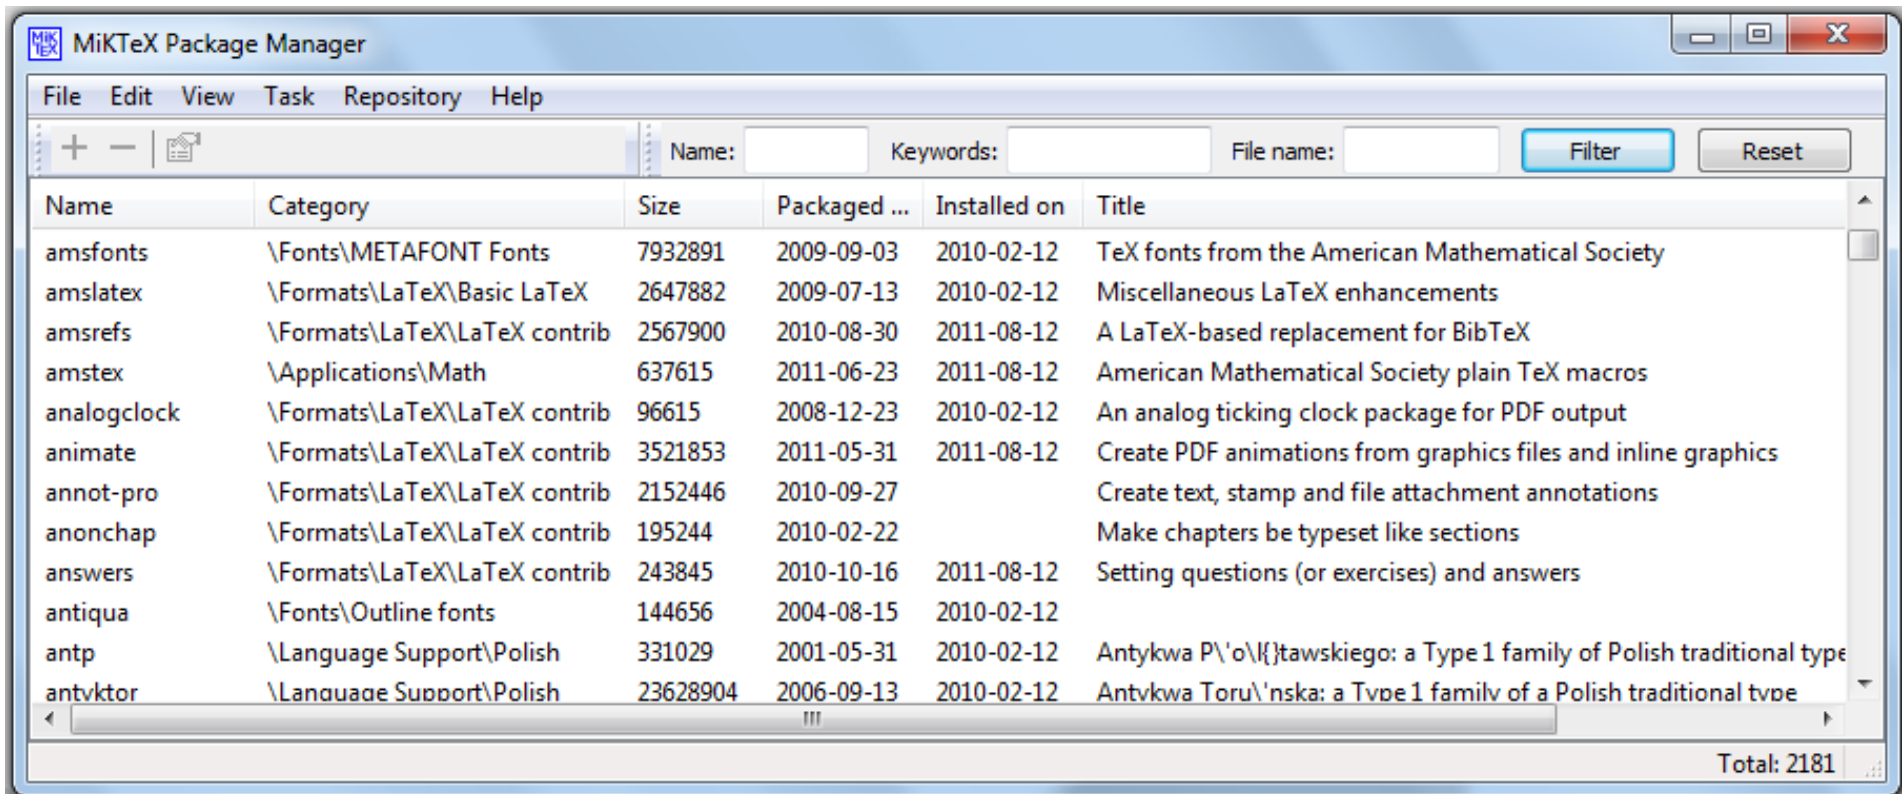 MiKTeX Package Manager
File Edit View Task Repository Help
Name: Keywords: File name: Filter Reset
Name Category Size Packaged ... Installed on Title
amsfonts \Fonts\METAFONT Fonts 7932891 2009-09-03 2010-02-12 TeX fonts from the American Mathematical Society
amslatex \Formats\LaTeX\Basic LaTeX 2647882 2009-07-13 2010-02-12 Miscellaneous LaTeX enhancements
amsrefs \Formats\LaTeX\LaTeX contrib 2567900 2010-08-30 2011-08-12 A LaTeX-based replacement for BibTeX
amstex \Applications\Math 637615 2011-06-23 2011-08-12 American Mathematical Society plain TeX macros
analogclock \Formats\LaTeX\LaTeX contrib 96615 2008-12-23 2010-02-12 An analog ticking clock package for PDF output
animate \Formats\LaTeX\LaTeX contrib 3521853 2011-05-31 2011-08-12 Create PDF animations from graphics files and inline graphics
annot-pro \Formats\LaTeX\LaTeX contrib 2152446 2010-09-27 Create text, stamp and file attachment annotations
anonchap \Formats\LaTeX\LaTeX contrib 195244 2010-02-22 Make chapters be typeset like sections
answers \Formats\LaTeX\LaTeX contrib 243845 2010-10-16 2011-08-12 Setting questions (or exercises) and answers
antiqua \Fonts\Outline fonts 144656 2004-08-15 2010-02-12
antp \Language Support\Polish 331029 2001-05-31 2010-02-12 Antykwa P\'o\l{}tawskiego: a Type 1 family of Polish traditional type
antyktor \Language Support\Polish 23628904 2006-09-13 2010-02-12 Antykwa Toru\'nska: a Type 1 family of a Polish traditional type
Total: 2181